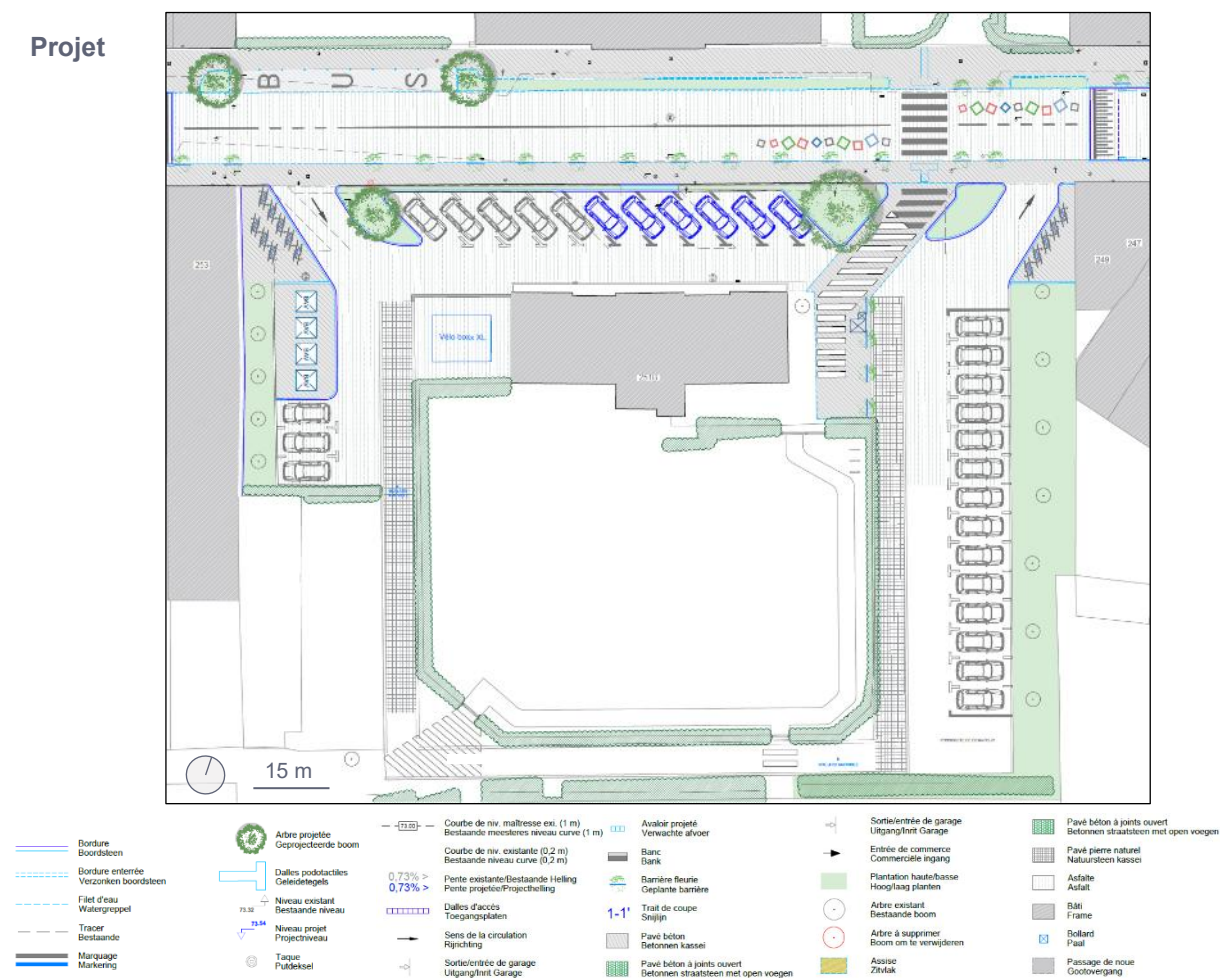 Projet
B U S
253
247
249
Vélo-boxx XL
15 m
Bordure
Boordsteen
Bordure enterrée
Verzonken boordsteen
Filet d'eau
Watergreppel
Tracer
Bestaande
Marquage
Markering
Arbre projetée
Geprojecteerde boom
Dalles podotactiles
Geleidetegels
73.32
Niveau existant
Bestaande niveau
73.54
Niveau projet
Projectniveau
Taque
Putdeksel
73.00
Courbe de niv. maîtresse exi. (1 m)
Bestaande meesteres niveau curve (1 m)
Courbe de niv. existante (0,2 m)
Bestaande niveau curve (0,2 m)
0,73% >
Pente existante/Bestaande Helling
0,73% >
Pente projetée/Projecthelling
Dalles d'accès
Toegangsplaten
Sens de la circulation
Rijrichting
Sortie/entrée de garage
Uitgang/Inrit Garage
Avaloir projeté
Verwachte afvoer
Banc
Bank
Barrière fleurie
Geplante barrière
1-1'
Trait de coupe
Snijlijn
Pavé béton
Betonnen kassei
Pavé béton à joints ouvert
Betonnen straatsteen met open voegen
Sortie/entrée de garage
Uitgang/Inrit Garage
Entrée de commerce
Commerciële ingang
Plantation haute/basse
Hoog/laag planten
Arbre existant
Bestaande boom
Arbre à supprimer
Boom om te verwijderen
Assise
Zitvlak
Pavé béton à joints ouvert
Betonnen straatsteen met open voegen
Pavé pierre naturel
Natuursteen kassei
Asfalte
Asfalt
Bâti
Frame
Bollard
Paal
Passage de noue
Gootovergang